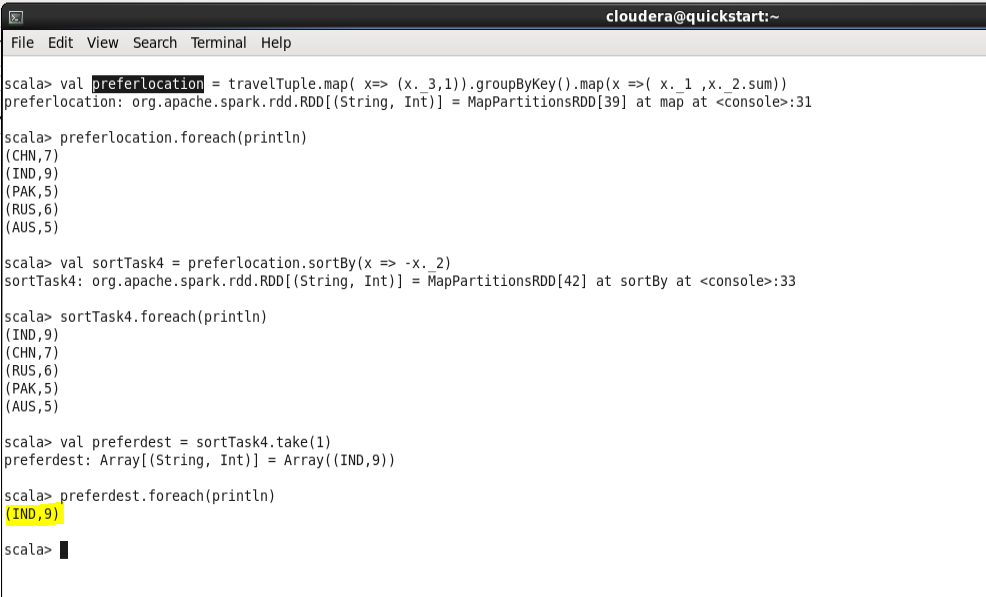 cloudera@quickstart:~
File Edit View Search Terminal Help
scala> val preferlocation = travelTuple.map( x=> (x._3,1)).groupByKey().map(x =>( x._1 ,x._2.sum))
preferlocation: org.apache.spark.rdd.RDD[(String, Int)] = MapPartitionsRDD[39] at map at <console>:31
scala> preferlocation.foreach(println)
(CHN,7)
(IND,9)
(PAK,5)
(RUS,6)
(AUS,5)
scala> val sortTask4 = preferlocation.sortBy(x => -x._2)
sortTask4: org.apache.spark.rdd.RDD[(String, Int)] = MapPartitionsRDD[42] at sortBy at <console>:33
scala> sortTask4.foreach(println)
(IND,9)
(CHN,7)
(RUS,6)
(PAK,5)
(AUS,5)
scala> val preferdest = sortTask4.take(1)
preferdest: Array[(String, Int)] = Array((IND,9))
scala> preferdest.foreach(println)
(IND,9)
scala>